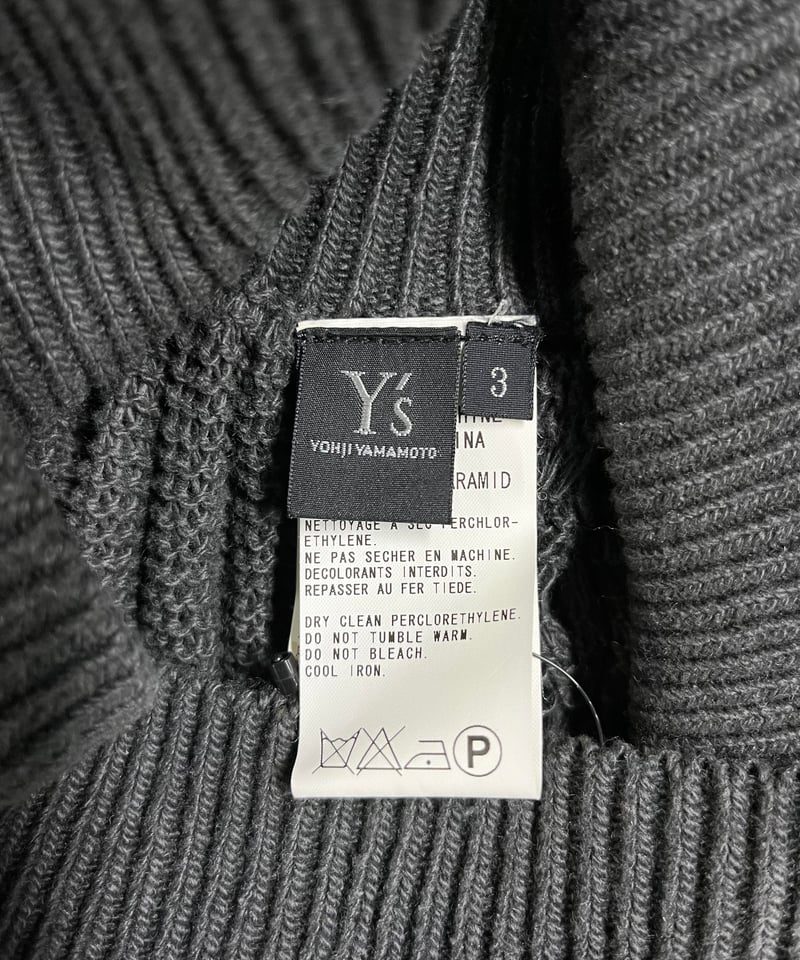 Y's
YOHJI YAMAMOTO
3
INA
RAMID
NETTOYAGE A SEC PERCHLOR-
ETHYLENE.
NE PAS SECHER EN MACHINE.
DECOLORANTS INTERDITS.
REPASSER AU FER TIEDE.
DRY CLEAN PERCLORETHYLENE.
DO NOT TUMBLE WARM.
DO NOT BLEACH.
COOL IRON.
P